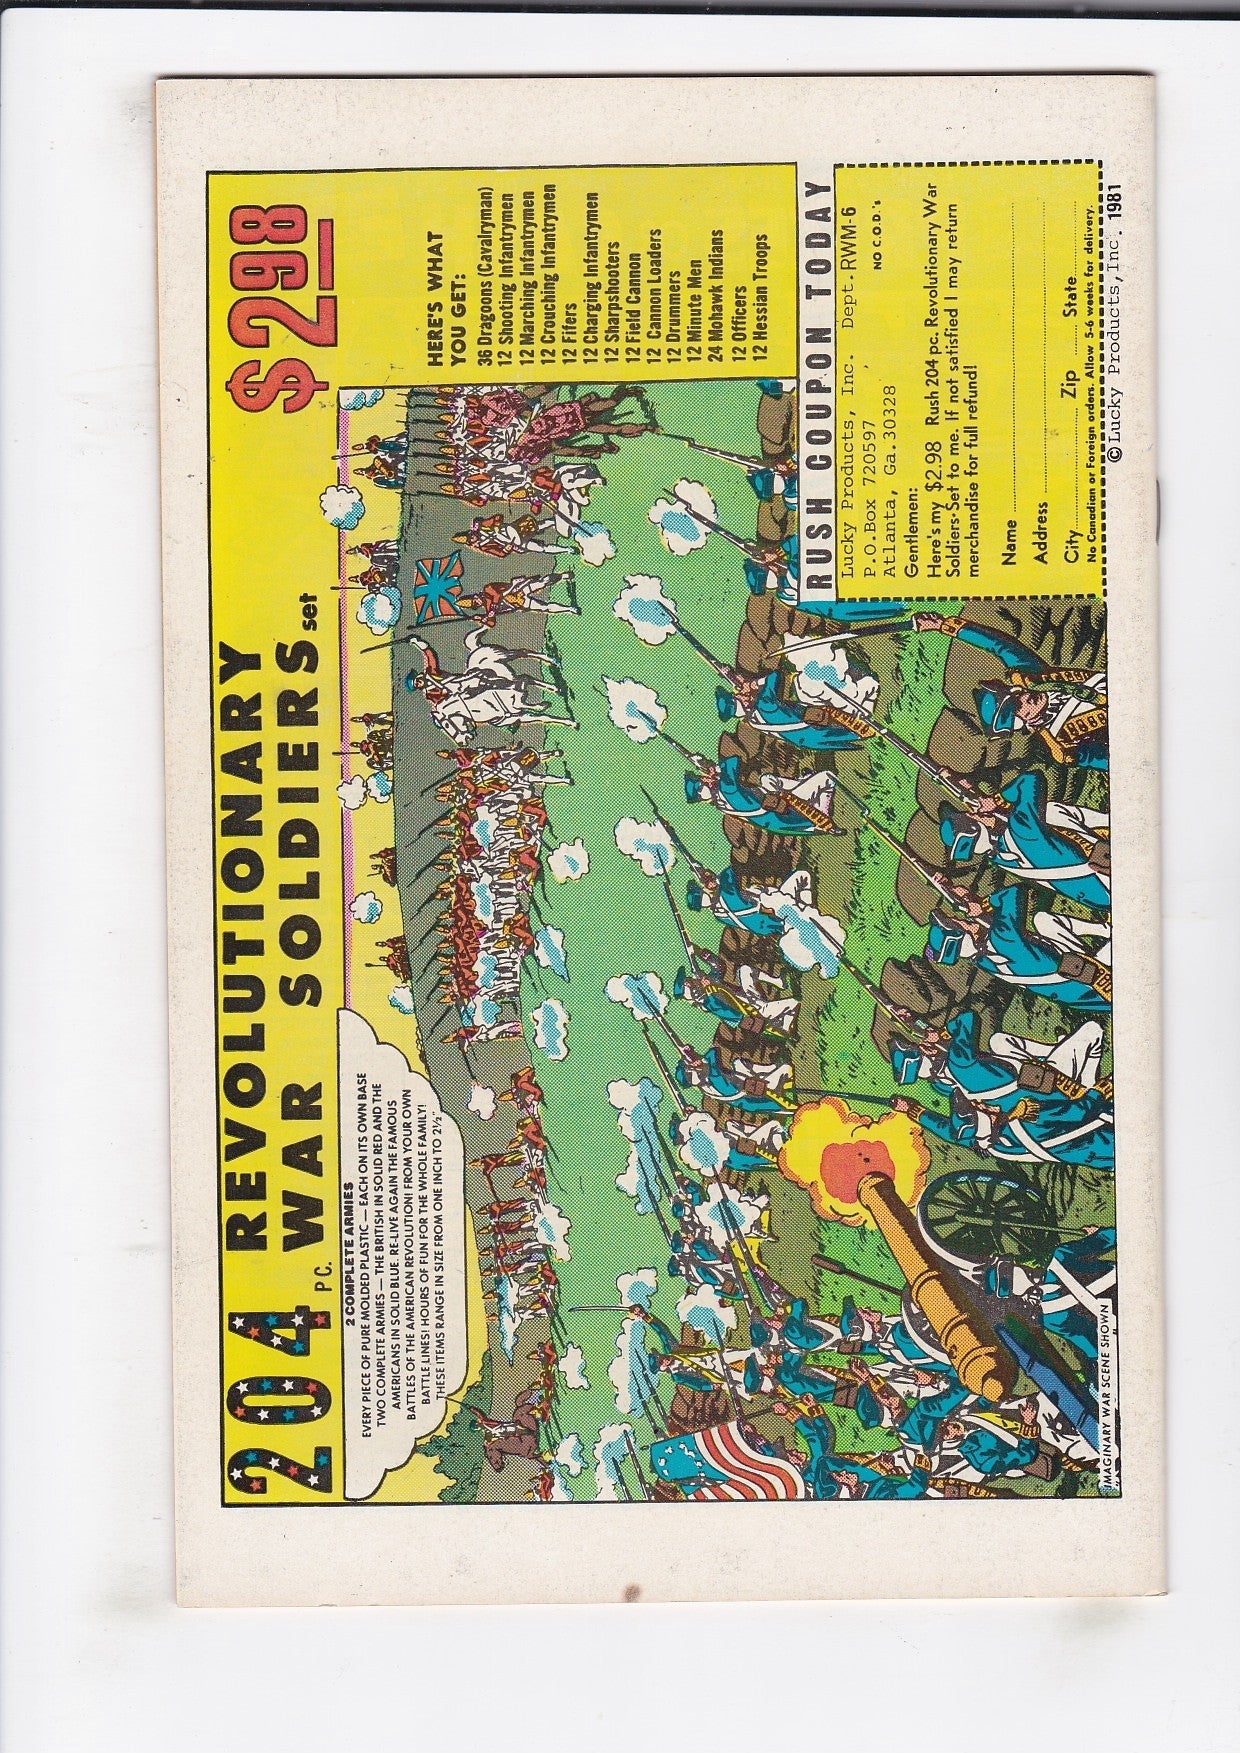 204 PC. REVOLUTIONARY
WAR SOLDIERS set
$2.98
2 COMPLETE ARMIES
EVERY PIECE OF PURE MOLDED PLASTIC — EACH ON ITS OWN BASE
TWO COMPLETE ARMIES — THE BRITISH IN SOLID RED AND THE
AMERICANS IN SOLID BLUE. RE-LIVE AGAIN THE FAMOUS
BATTLES OF THE AMERICAN REVOLUTION! FROM YOUR OWN
BATTLE LINES! HOURS OF FUN FOR THE WHOLE FAMILY!
THESE ITEMS RANGE IN SIZE FROM ONE INCH TO 2½"
HERE'S WHAT
YOU GET:
36 Dragoons (Cavalryman)
12 Shooting Infantrymen
12 Marching Infantrymen
12 Crouching Infantrymen
12 Fifers
12 Charging Infantrymen
12 Sharpshooters
12 Field Cannon
12 Cannon Loaders
12 Drummers
12 Minute Men
24 Mohawk Indians
12 Officers
12 Hessian Troops
RUSH COUPON TODAY
Lucky Products, Inc. Dept. RWM-6
P.O.Box 720597,
Atlanta, Ga.30328 NO C.O.D.'s
Gentlemen:
Here's my $2.98 Rush 204 pc. Revolutionary War
Soldiers-Set to me. If not satisfied I may return
merchandise for full refund!
Name
Address
City Zip State
No Canadian or Foreign orders. Allow 5-6 weeks for delivery.
© Lucky Products, Inc. 1981
IMAGINARY WAR SCENE SHOWN